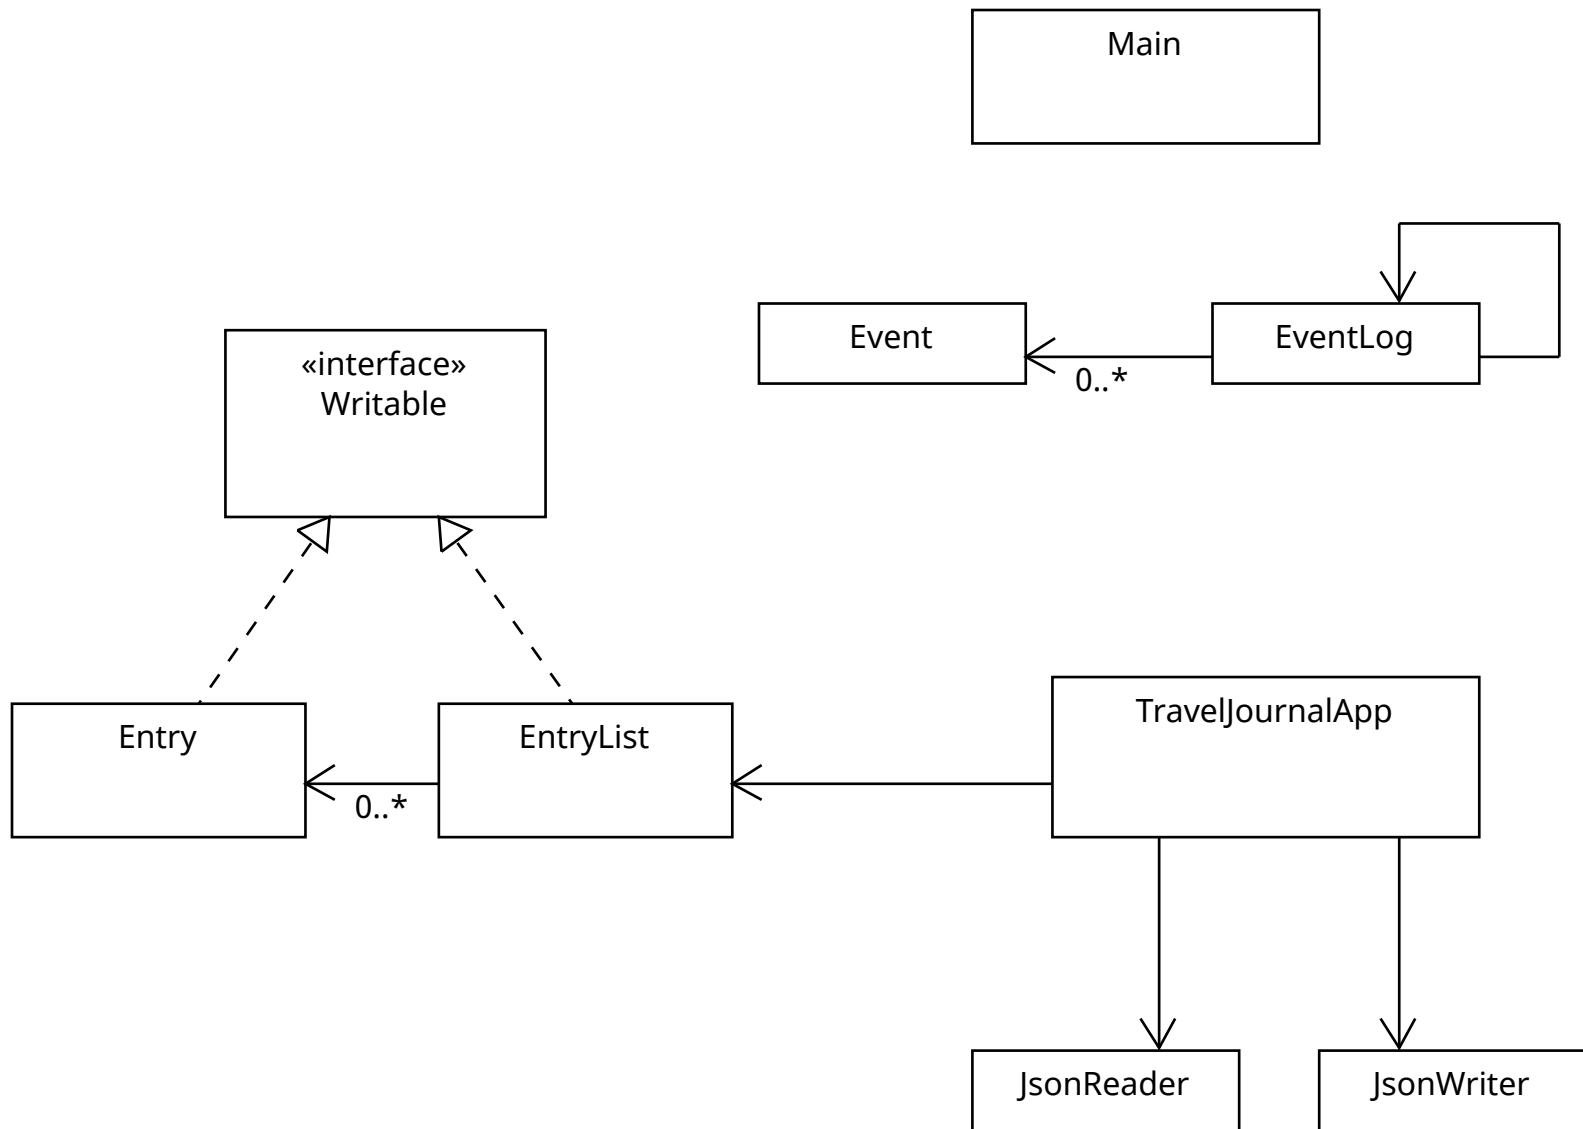 Main
Event
0..*
EventLog
«interface»
Writable
Entry
0..*
EntryList
TravelJournalApp
JsonReader
JsonWriter